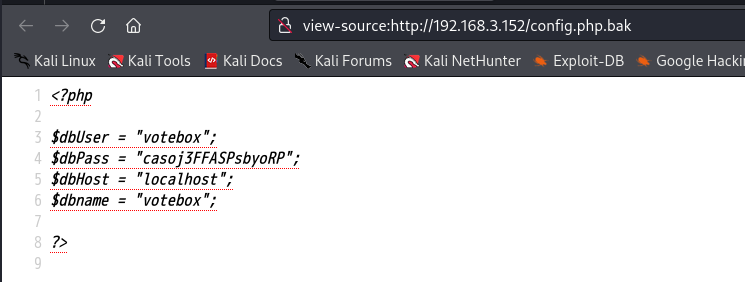 view-source:http://192.168.3.152/config.php.bak
Kali Linux Kali Tools Kali Docs Kali Forums Kali NetHunter Exploit-DB Google Hackin
1 <?php
2
3 $dbUser = "votebox";
4 $dbPass = "casoj3FFASPsbyoRP";
5 $dbHost = "localhost";
6 $dbname = "votebox";
7
8 ?>
9